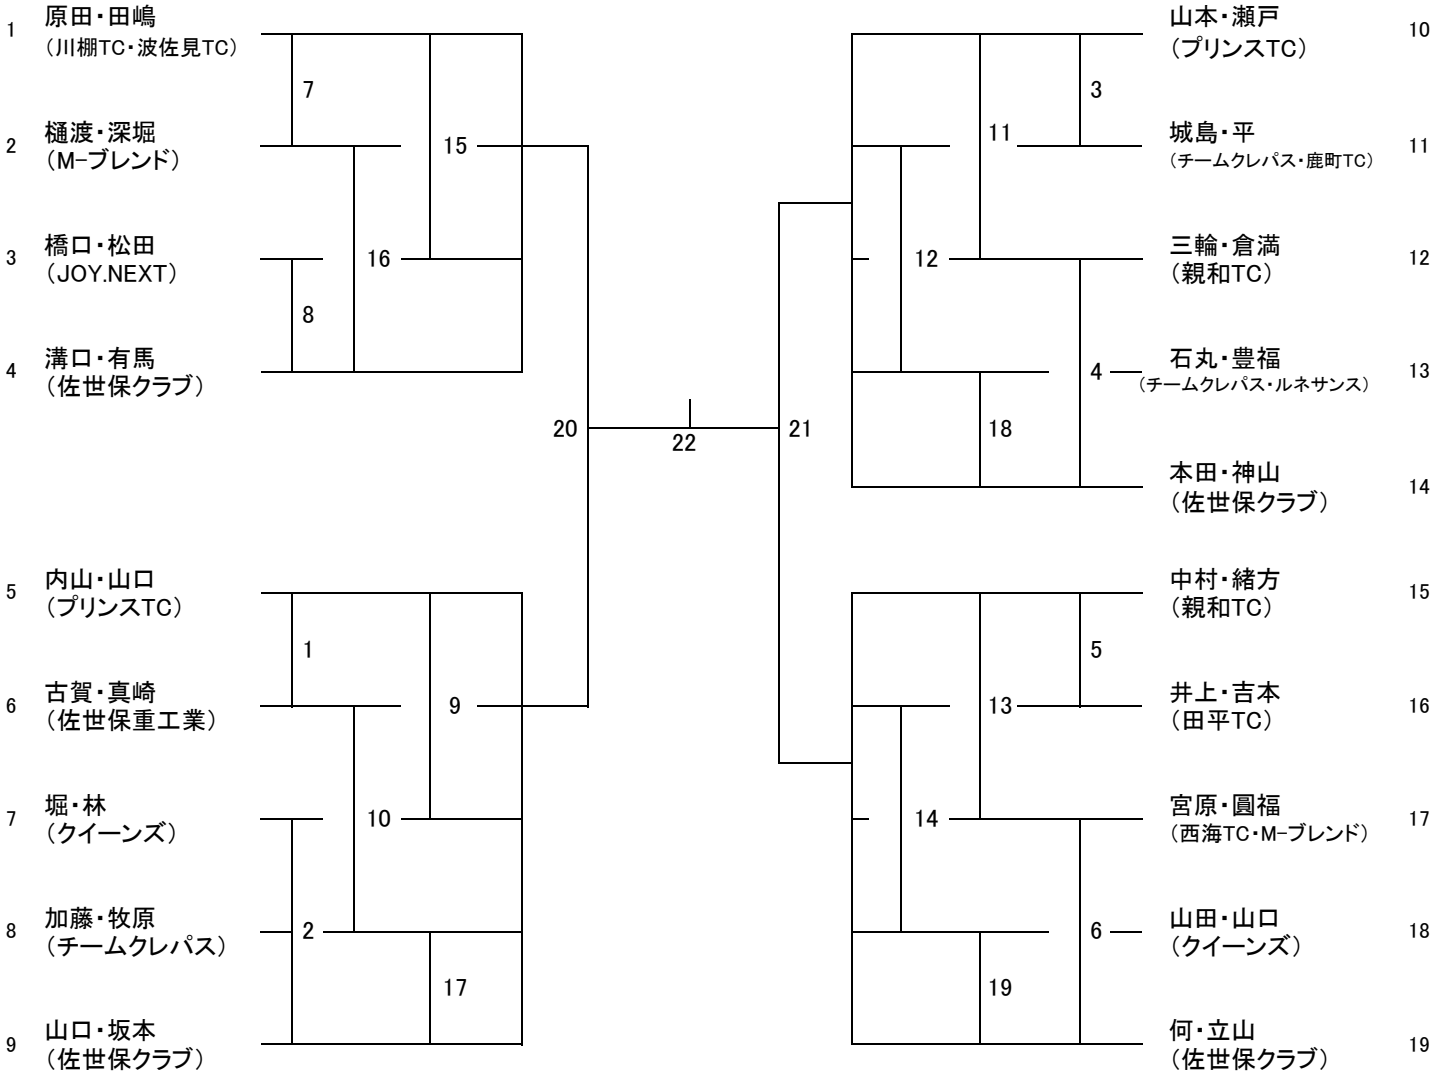 1 原田・田嶋
（川棚TC・波佐見TC）
7
2 樋渡・深堀
（M-ブレンド）
15
3 橋口・松田
（JOY.NEXT）
16
8
4 溝口・有馬
（佐世保クラブ）
20
22
5 内山・山口
（プリンスTC）
1
6 古賀・真崎
（佐世保重工業）
9
7 堀・林
（クイーンズ）
10
8 加藤・牧原
（チームクレパス）
2
17
9 山口・坂本
（佐世保クラブ）
山本・瀬戸 10
（プリンスTC）
3
11
城島・平 11
（チームクレパス・鹿町TC）
12
三輪・倉満 12
（親和TC）
4
石丸・豊福 13
（チームクレパス・ルネサンス）
21
18
本田・神山 14
（佐世保クラブ）
中村・緒方 15
（親和TC）
5
13
井上・吉本 16
（田平TC）
14
宮原・圓福 17
（西海TC・M-ブレンド）
6
山田・山口 18
（クイーンズ）
19
何・立山 19
（佐世保クラブ）